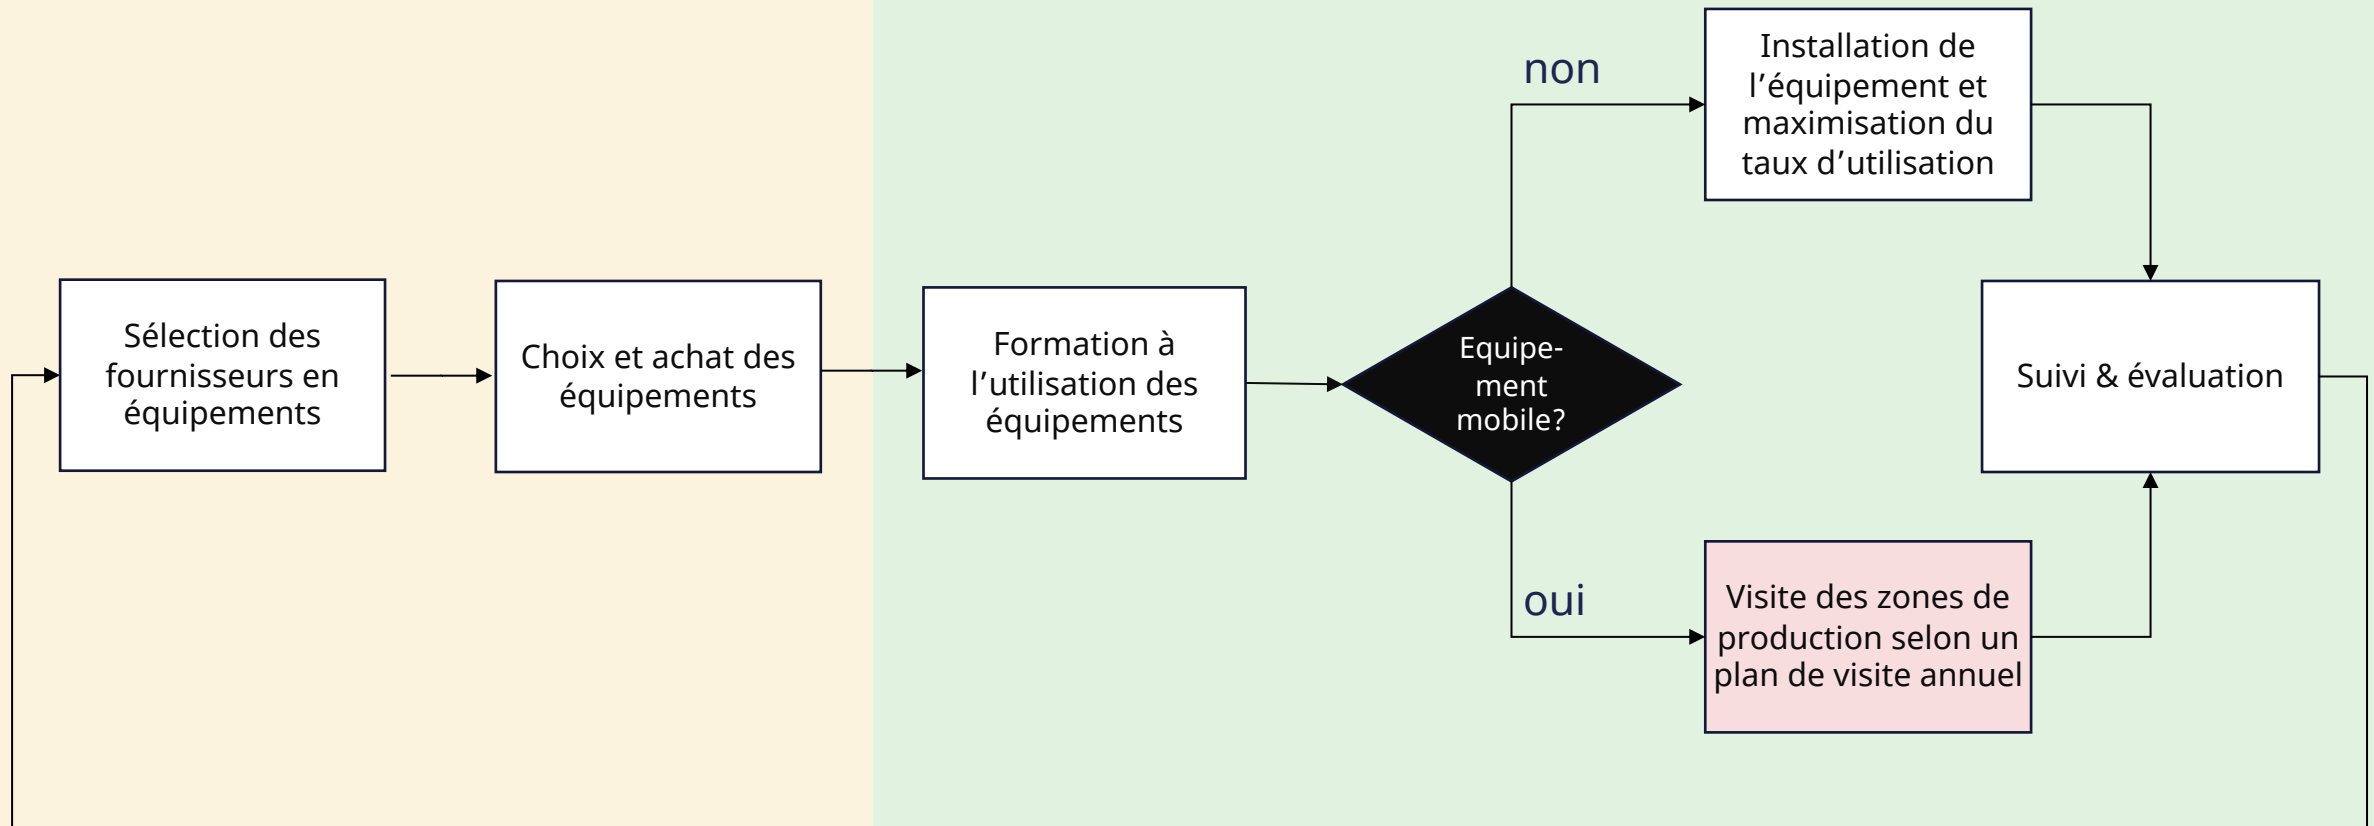 Sélection des
fournisseurs en
équipements
Choix et achat des
équipements
Formation à
l’utilisation des
équipements
Equipe-
ment
mobile?
non
Installation de
l’équipement et
maximisation du
taux d’utilisation
oui
Visite des zones de
production selon un
plan de visite annuel
Suivi & évaluation